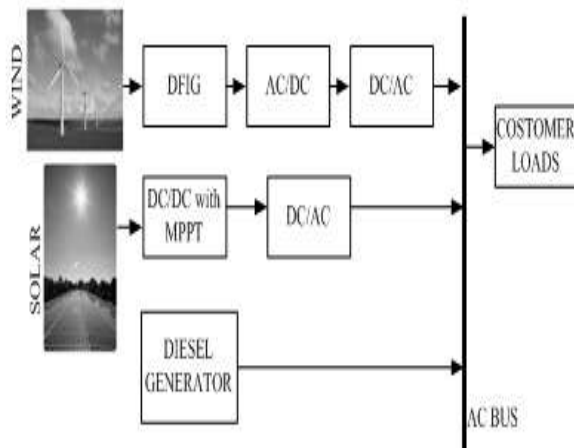 WIND
DFIG
AC/DC
DC/AC
COSTOMER
LOADS
SOLAR
DC/DC with
MPPT
DC/AC
DIESEL
GENERATOR
AC BUS